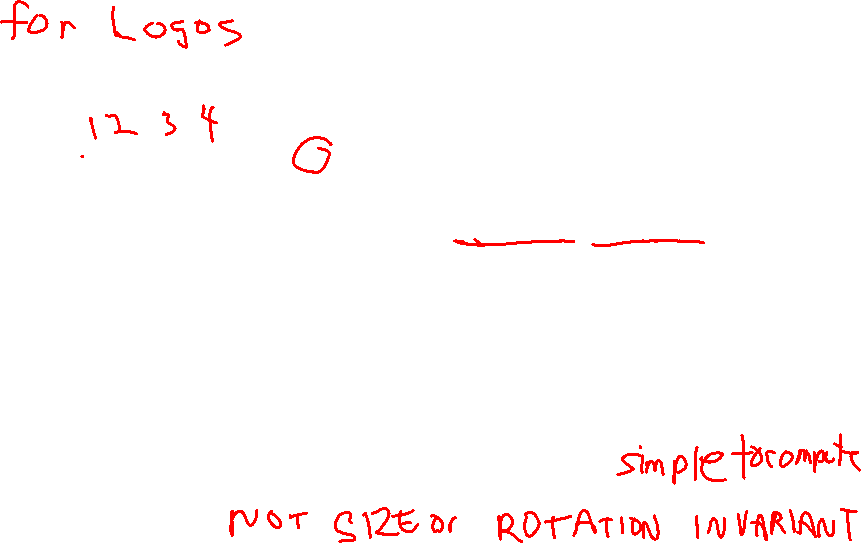 for Logos
1 2 3 4
simple to compute
NOT SIZE or ROTATION INVARIANT